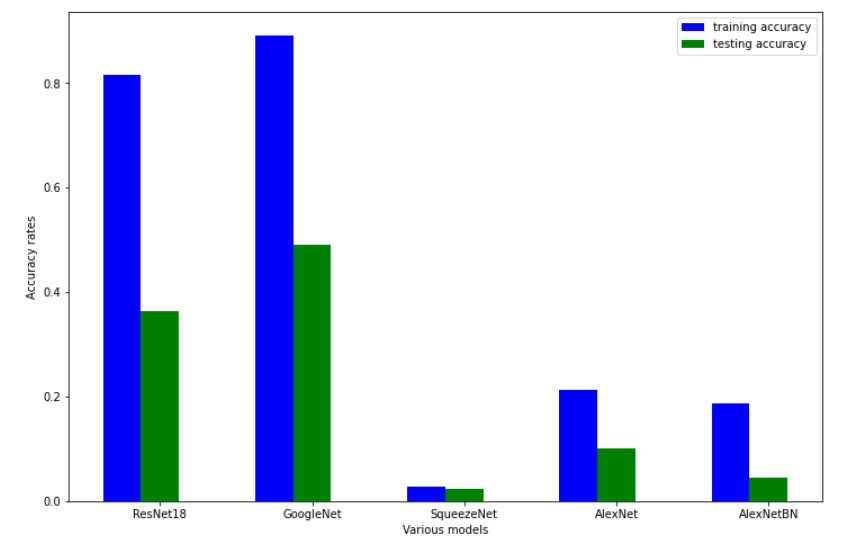 training accuracy
testing accuracy
0.8
0.6
0.4
0.2
0.0
Accuracy rates
ResNet18 GoogleNet SqueezeNet AlexNet AlexNetBN
Various models